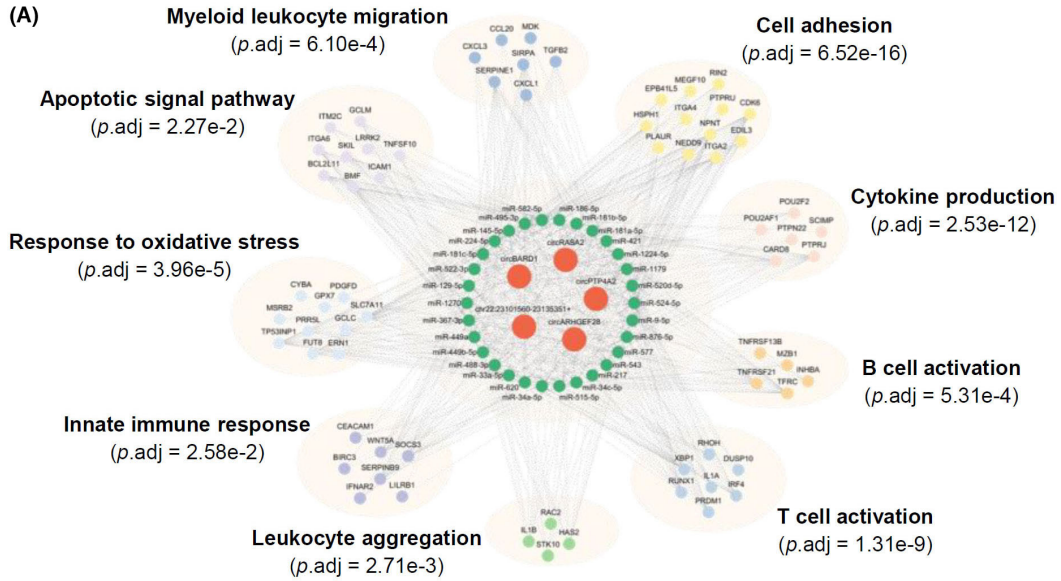 (A)
Myeloid leukocyte migration
(p.adj = 6.10e-4)
CCL20
MDK
CXCL3
SIRPA
TGFB2
SERPINE1
CXCL1
Cell adhesion
(p.adj = 6.52e-16)
RIN2
MEGF10
EPB41L5
PTPRU
CDK6
ITGA4
HSPH1
NPNT
EDIL3
PLAUR
NEDD9
ITGA2
Apoptotic signal pathway
(p.adj = 2.27e-2)
ITM2C
GCLM
LRRK2
ITGA6
SKIL
TNFSF10
BCL2L11
ICAM1
BMF
Cytokine production
(p.adj = 2.53e-12)
POU2F2
POU2AF1
SCIMP
PTPN22
CARD8
PTPRJ
Response to oxidative stress
(p.adj = 3.96e-5)
CYBA
PDGFD
GPX7
MSRB2
SLC7A11
PRR5L
GCLC
TP53INP1
FUT8
ERN1
miR-582-5p
miR-186-5p
miR-495-3p
miR-181b-5p
miR-145-5p
miR-181a-5p
miR-224-5p
miR-421
miR-181c-5p
miR-1224-5p
miR-522-3p
miR-1179
miR-129-5p
miR-520d-5p
miR-1270
miR-524-5p
miR-367-3p
miR-9-5p
miR-449a
miR-876-5p
miR-449b-5p
miR-577
miR-488-3p
miR-543
miR-33a-5p
miR-217
miR-620
miR-34c-5p
miR-34a-5p
miR-515-5p
circRASA2
circBARD1
circPTP4A2
chr22:23101560-23135351+
circARHGEF28
TNFRSF13B
MZB1
TNFRSF21
INHBA
TFRC
B cell activation
(p.adj = 5.31e-4)
Innate immune response
(p.adj = 2.58e-2)
CEACAM1
WNT5A
SOCS3
BIRC3
SERPINB9
IFNAR2
LILRB1
RHOH
XBP1
DUSP10
IL1A
RUNX1
IRF4
PRDM1
T cell activation
(p.adj = 1.31e-9)
RAC2
IL1B
HAS2
STK10
Leukocyte aggregation
(p.adj = 2.71e-3)